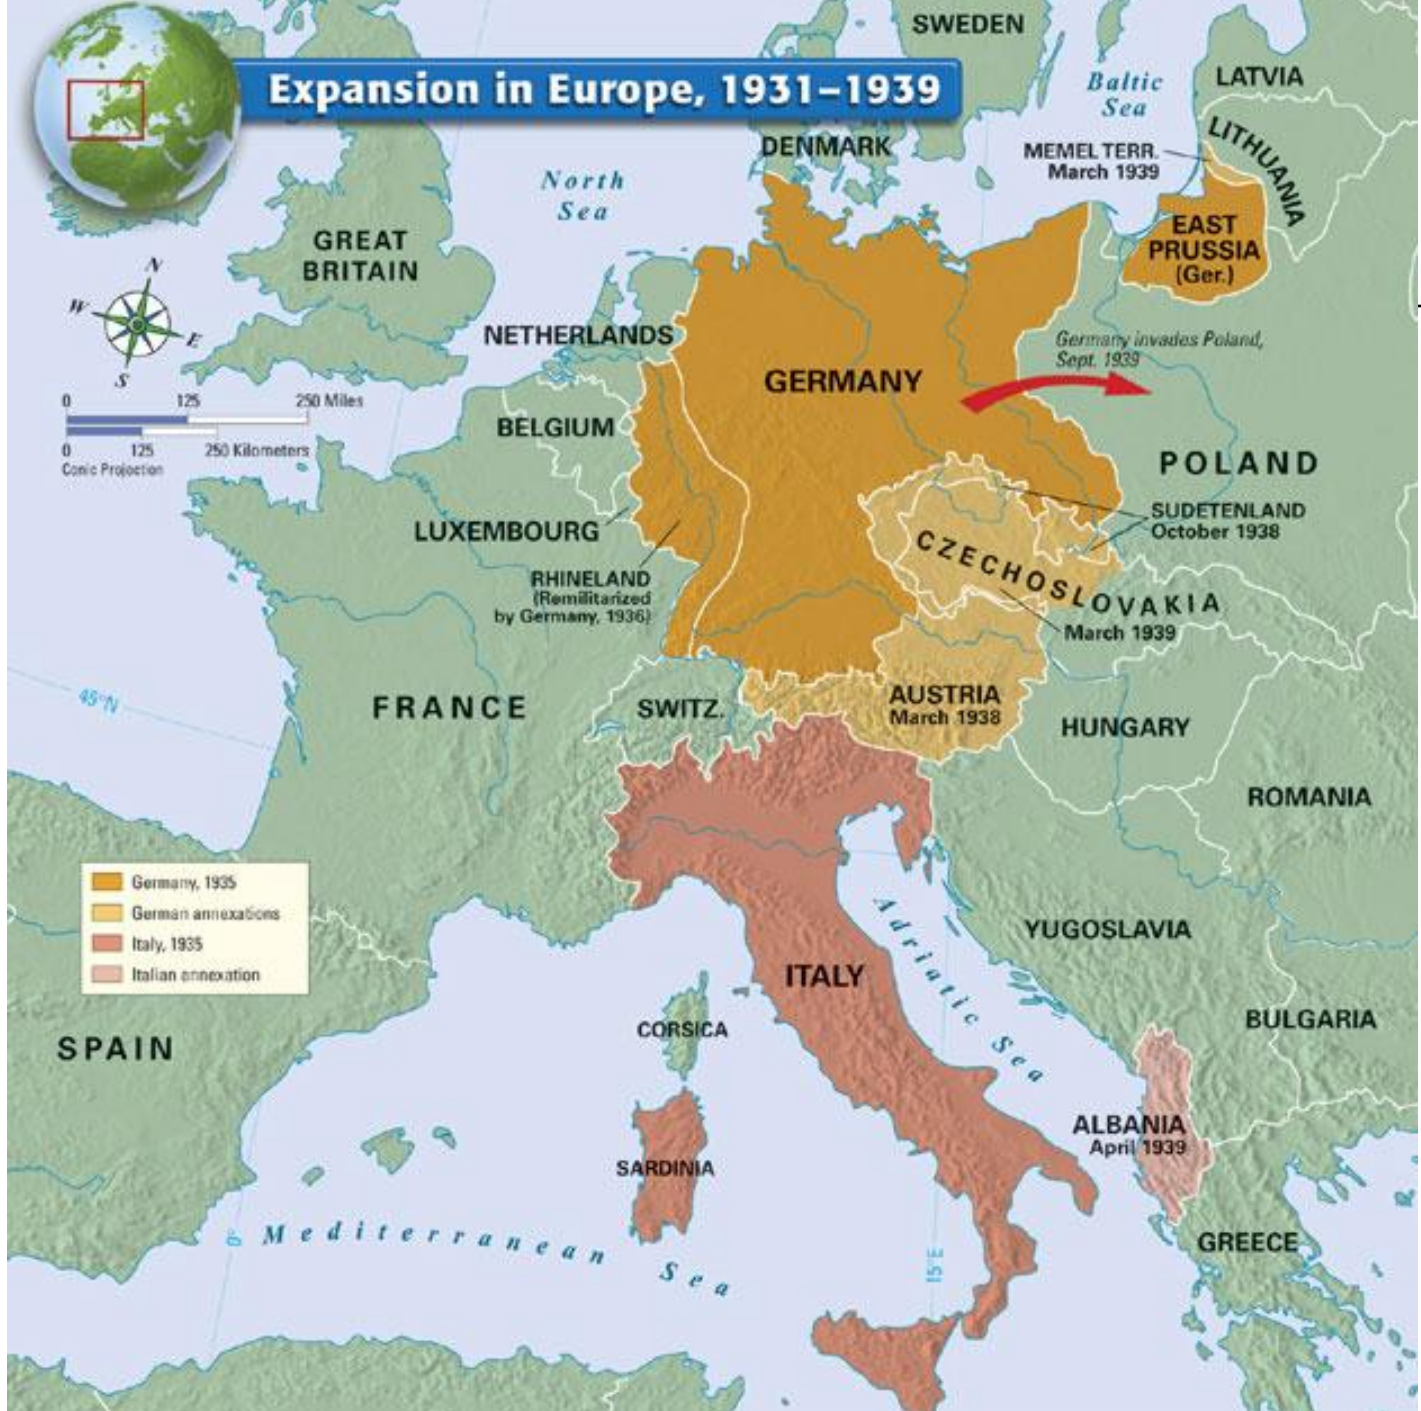 Expansion in Europe, 1931–1939
SWEDEN
Baltic
Sea
LATVIA
LITHUANIA
DENMARK
MEMEL TERR.
March 1939
North
Sea
EAST
PRUSSIA
(Ger.)
GREAT
BRITAIN
N
W
E
S
NETHERLANDS
Germany invades Poland,
Sept. 1939
GERMANY
0 125 250 Miles
0 125 250 Kilometers
Conic Projection
BELGIUM
POLAND
LUXEMBOURG
SUDETENLAND
October 1938
CZECHOSLOVAKIA
March 1939
RHINELAND
(Remilitarized
by Germany, 1936)
45°N
FRANCE
SWITZ.
AUSTRIA
March 1938
HUNGARY
ROMANIA
Germany, 1935
German annexations
Italy, 1935
Italian annexation
Adriatic Sea
YUGOSLAVIA
ITALY
SPAIN
CORSICA
BULGARIA
ALBANIA
April 1939
SARDINIA
Mediterranean Sea
0°
15°E
GREECE